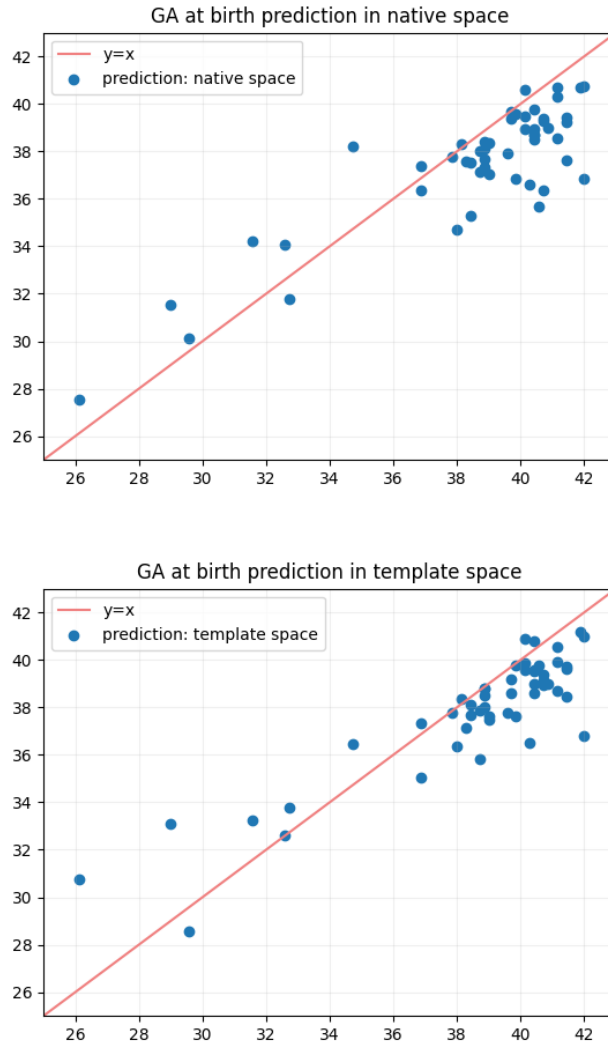 GA at birth prediction in native space
y=x
prediction: native space
42
40
38
36
34
32
30
28
26
26 28 30 32 34 36 38 40 42
GA at birth prediction in template space
y=x
prediction: template space
42
40
38
36
34
32
30
28
26
26 28 30 32 34 36 38 40 42